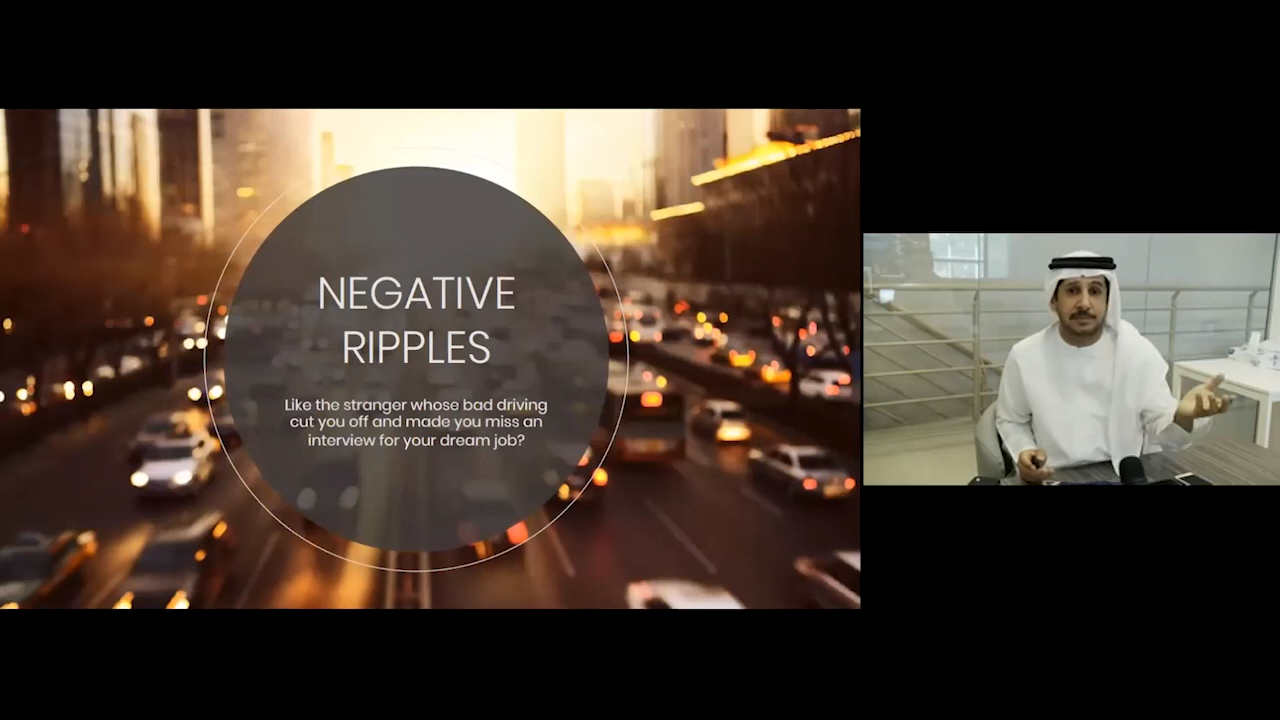 NEGATIVE
RIPPLES
Like the stranger whose bad driving
cut you off and made you miss an
interview for your dream job?